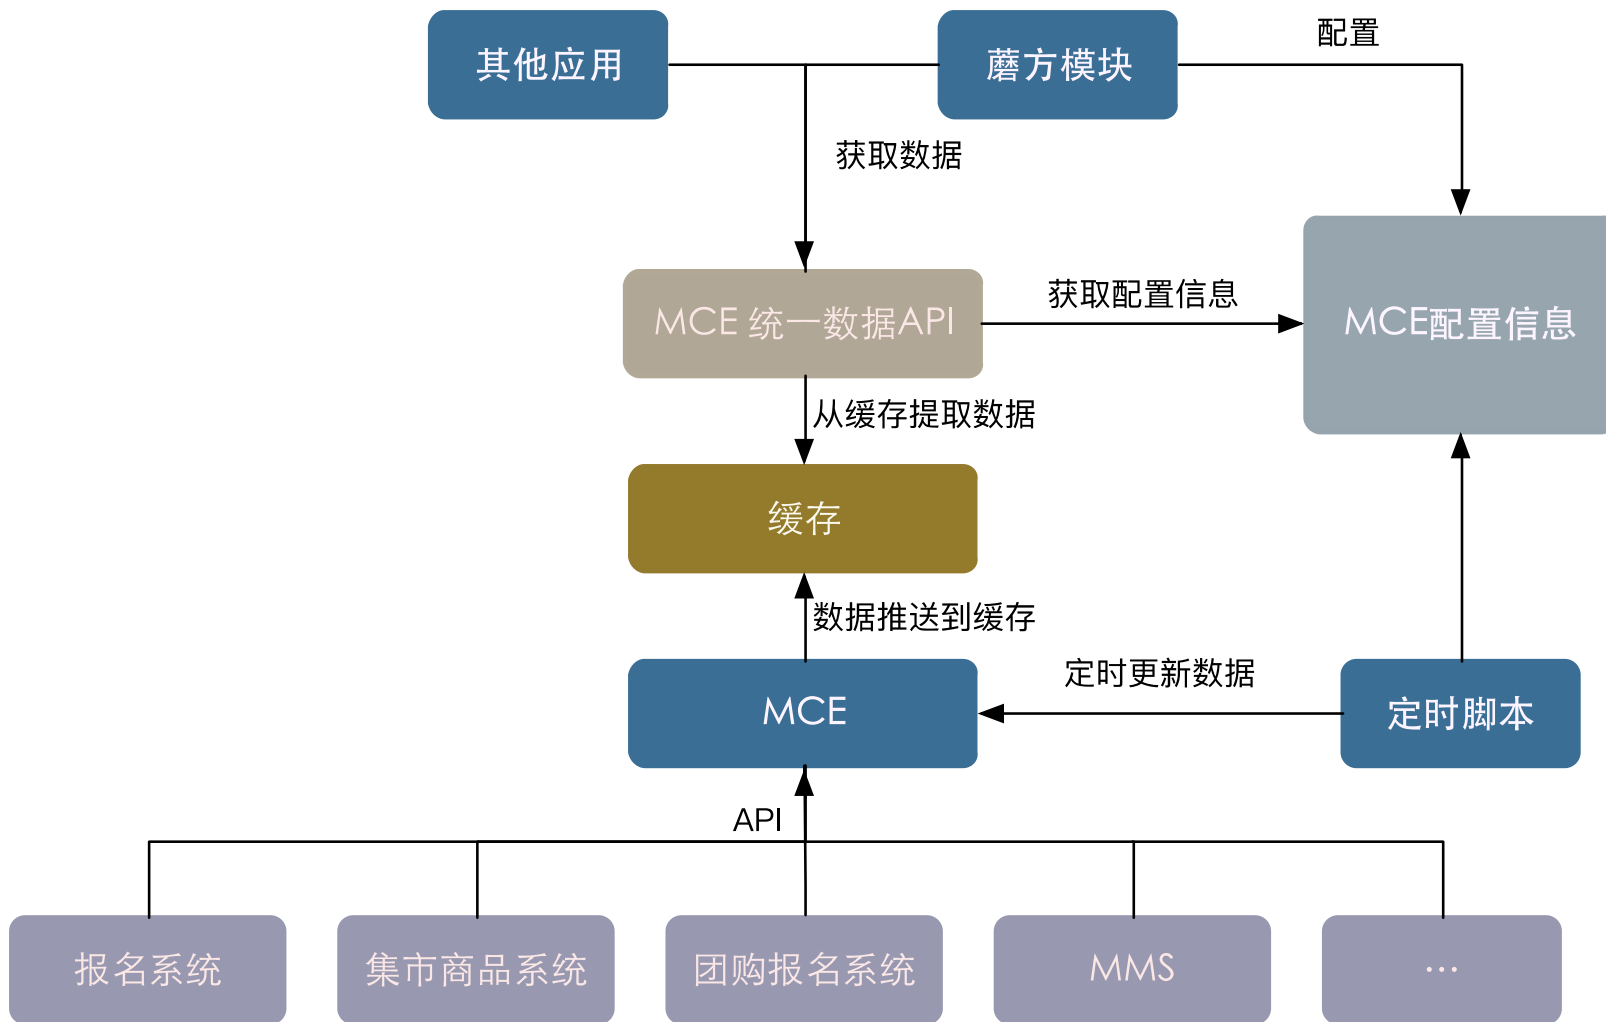 其他应用
蘑方模块
配置
获取数据
MCE 统一数据API
获取配置信息
MCE配置信息
从缓存提取数据
缓存
数据推送到缓存
MCE
定时更新数据
定时脚本
API
报名系统
集市商品系统
团购报名系统
MMS
…